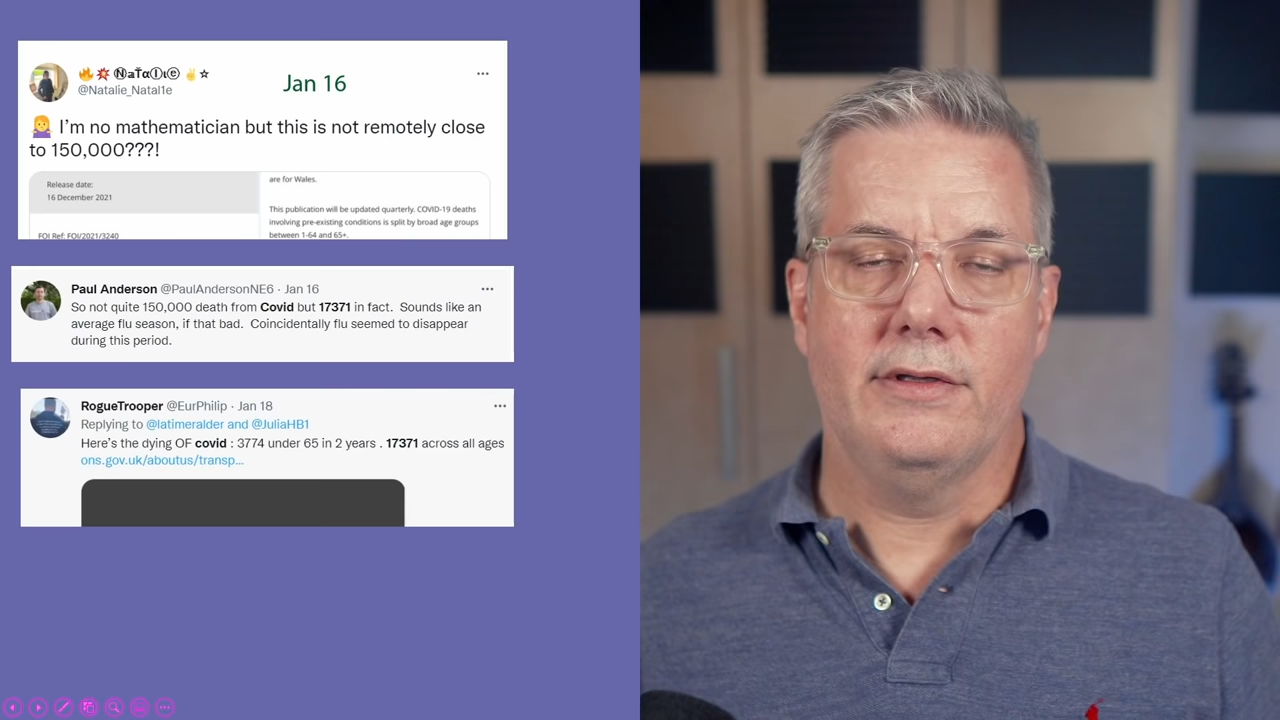 🔥 💥 ⓃaŤαⒾιⓔ ✌️ ☆
Jan 16
@Natalie_Natal1e
🤷‍♀️ I’m no mathematician but this is not remotely close
to 150,000???!
Release date:
16 December 2021
FOI Ref: FOI/2021/3240
are for Wales.
This publication will be updated quarterly. COVID-19 deaths
involving pre-existing conditions is split by broad age groups
between 1-64 and 65+.
Paul Anderson @PaulAndersonNE6 · Jan 16
So not quite 150,000 death from Covid but 17371 in fact. Sounds like an
average flu season, if that bad. Coincidentally flu seemed to disappear
during this period.
RogueTrooper @EurPhilip · Jan 18
Replying to @latimeralder and @JuliaHB1
Here’s the dying OF covid : 3774 under 65 in 2 years . 17371 across all ages
ons.gov.uk/aboutus/transp...